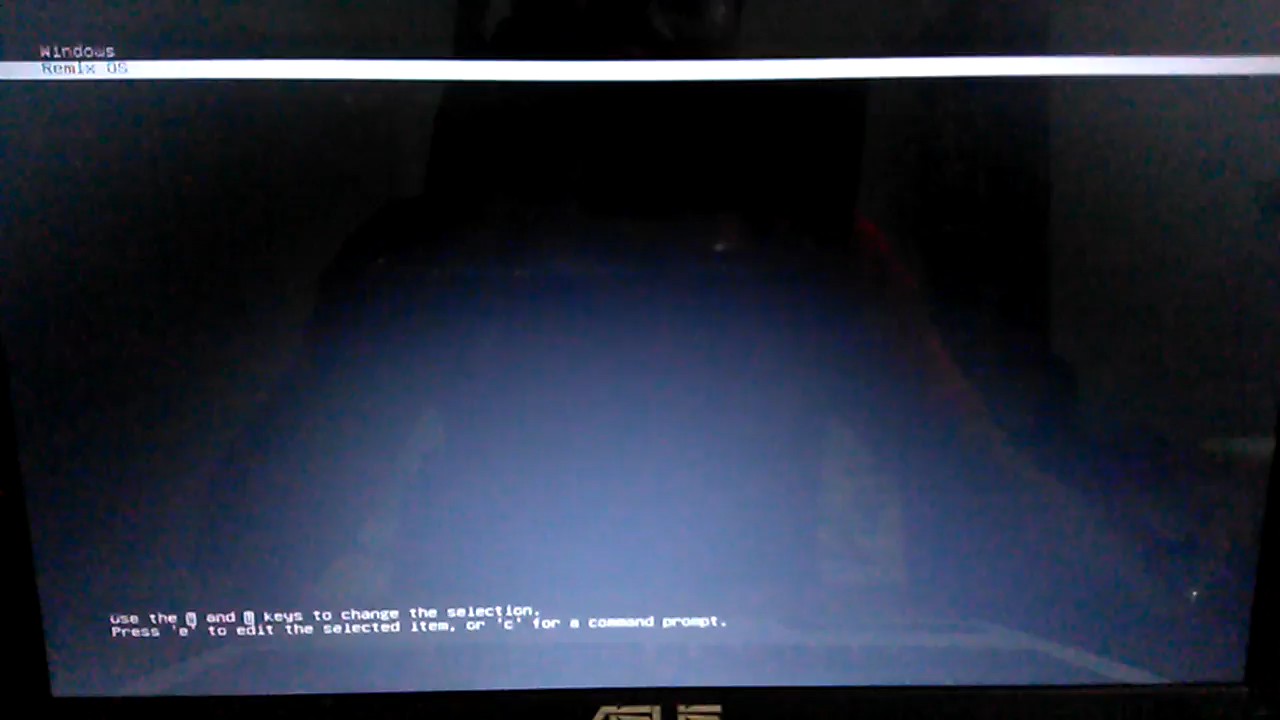 Windows
Remix OS
Use the and keys to change the selection.
Press 'e' to edit the selected item, or 'c' for a command prompt.
ASUS